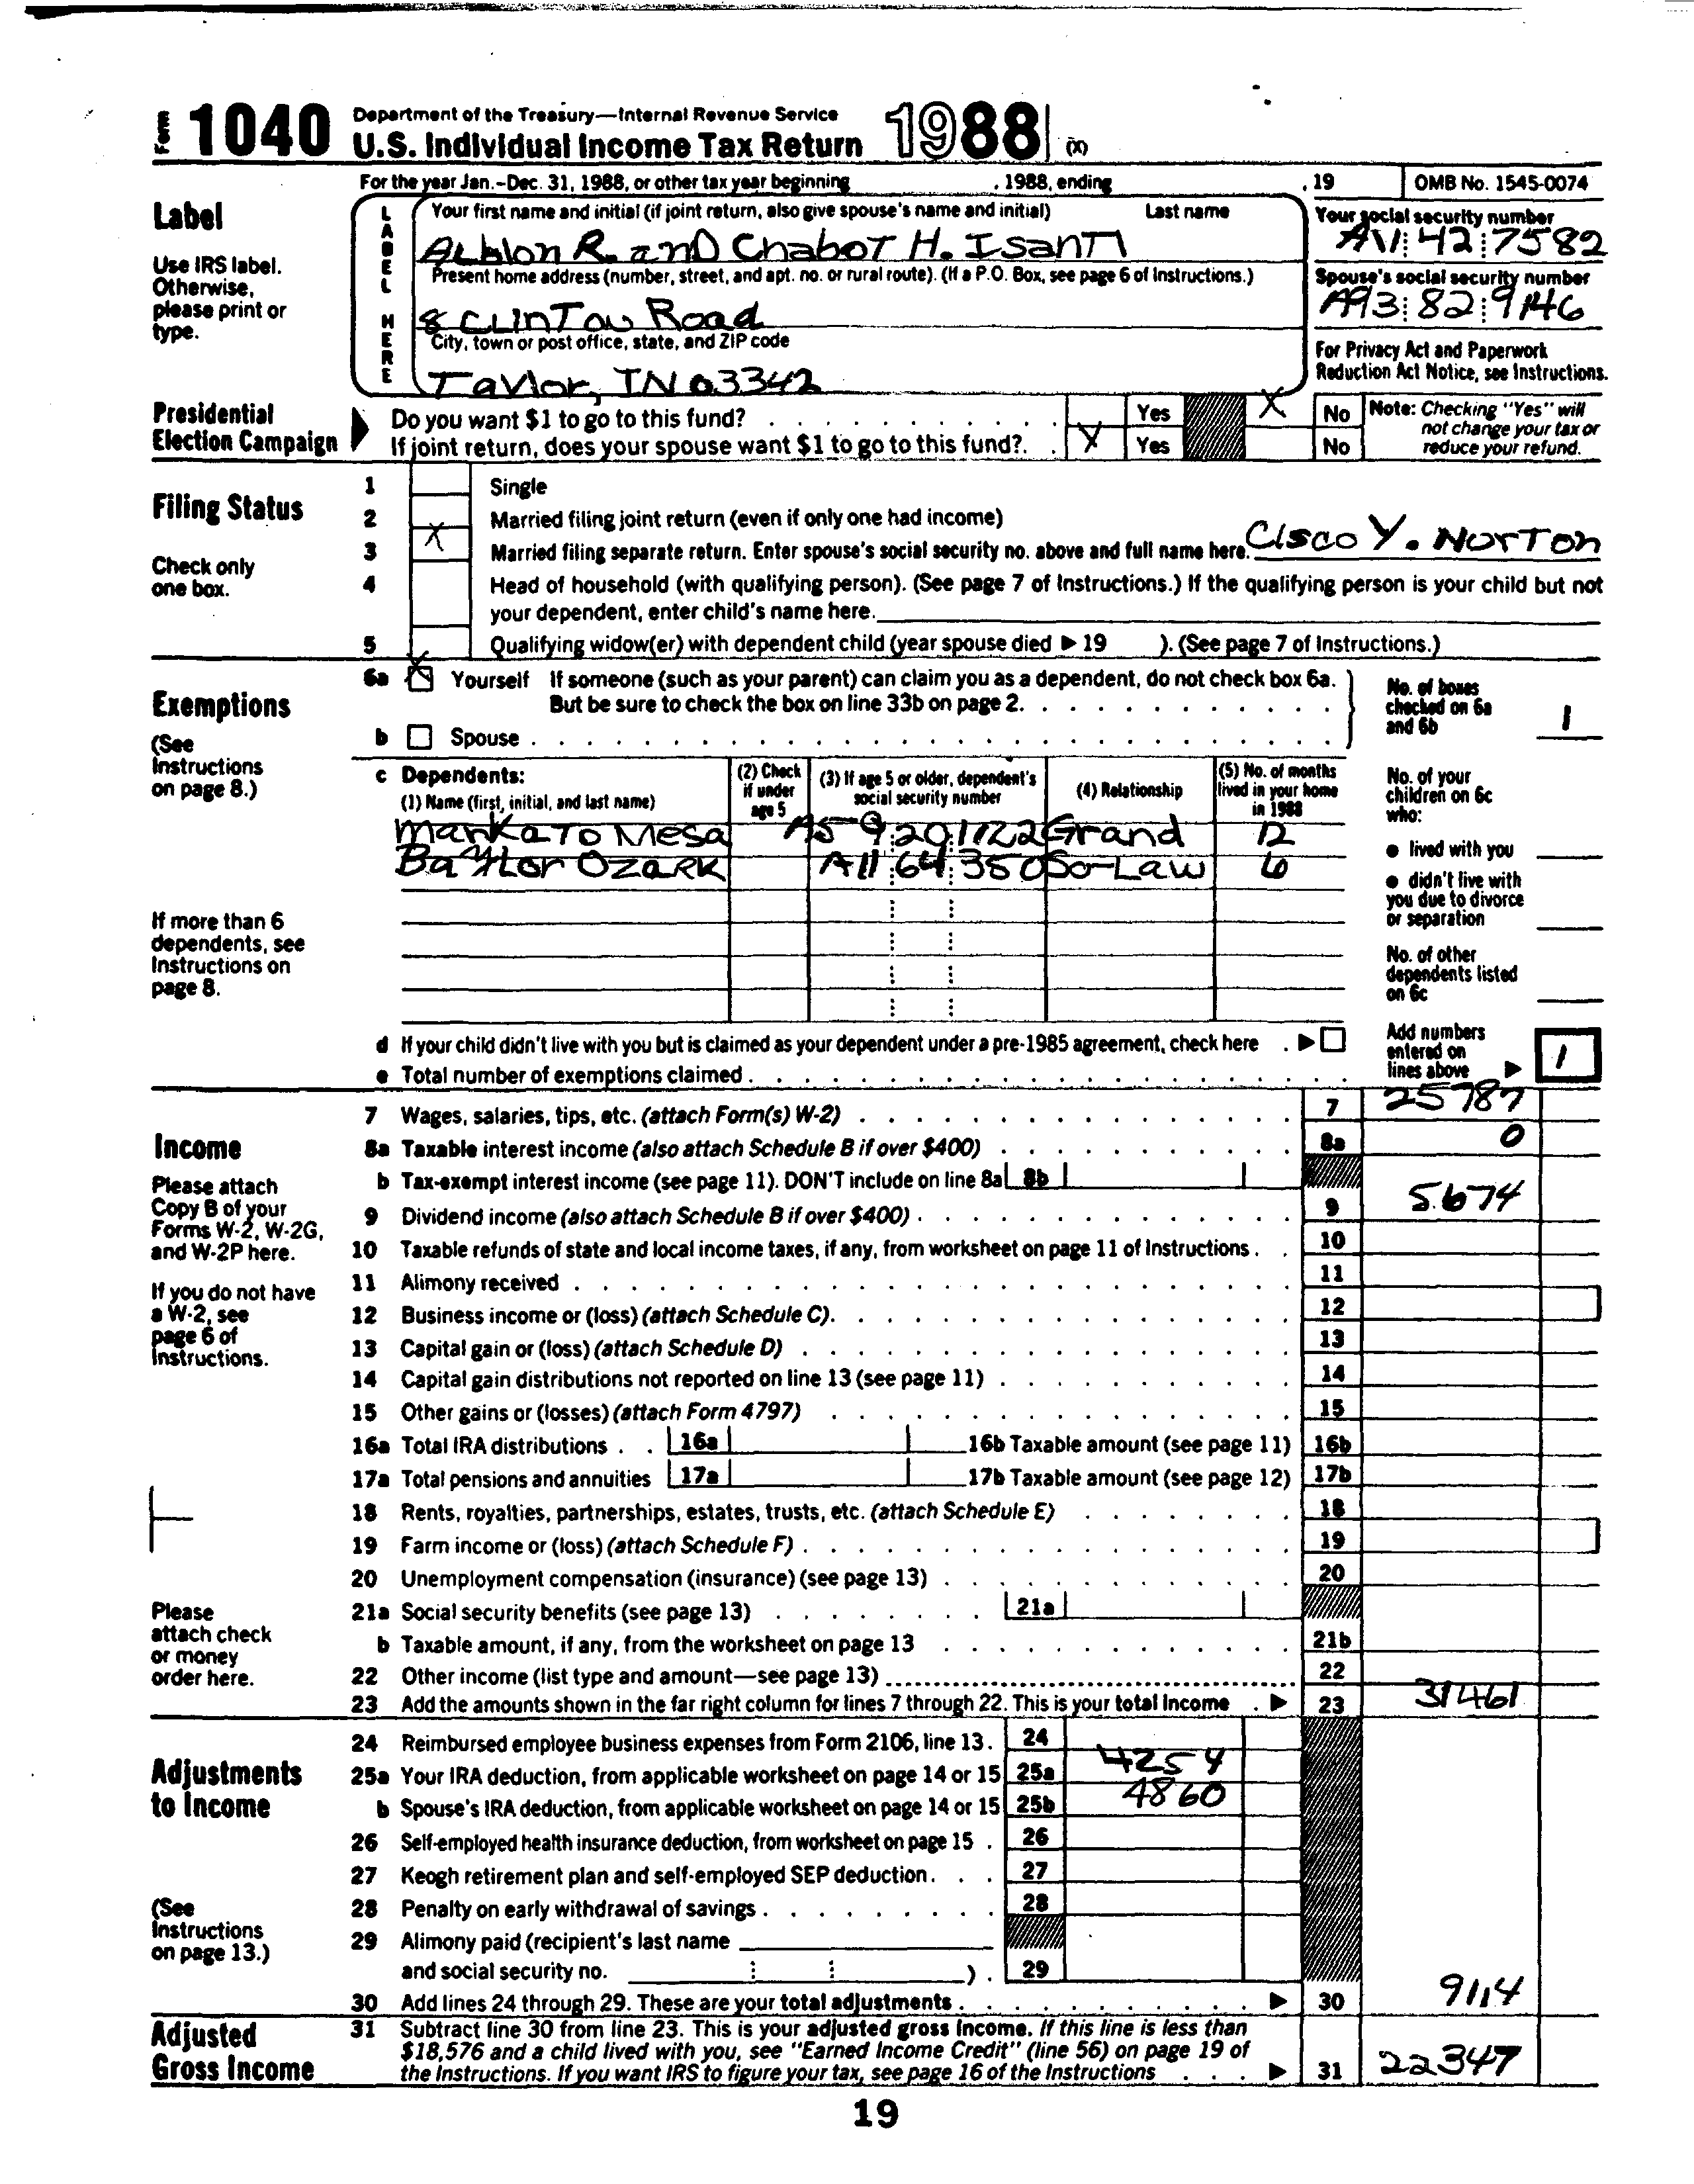 Form 1040 Department of the Treasury—Internal Revenue Service
U.S. Individual Income Tax Return 1988 (X)
For the year Jan.-Dec. 31, 1988, or other tax year beginning , 1988, ending , 19 OMB No. 1545-0074
Label
Use IRS label.
Otherwise,
please print or
type.
LABEL HERE
Your first name and initial (if joint return, also give spouse's name and initial) Last name
Albion R. and Chabot H. Isanti
Present home address (number, street, and apt. no. or rural route). (If a P.O. Box, see page 6 of Instructions.)
8 Clinton Road
City, town or post office, state, and ZIP code
Taylor, IN 03342
Your social security number
42 7582
Spouse's social security number
A93 82 9146
For Privacy Act and Paperwork
Reduction Act Notice, see Instructions.
Presidential
Election Campaign
Do you want $1 to go to this fund? Yes X No
If joint return, does your spouse want $1 to go to this fund?. X Yes No
Note: Checking "Yes" will
not change your tax or
reduce your refund.
Filing Status
Check only
one box.
1 Single
2 Married filing joint return (even if only one had income)
3 X Married filing separate return. Enter spouse's social security no. above and full name here. Cisco Y. Norton
4 Head of household (with qualifying person). (See page 7 of Instructions.) If the qualifying person is your child but not
your dependent, enter child's name here.
5 Qualifying widow(er) with dependent child (year spouse died ▶ 19 ). (See page 7 of Instructions.)
Exemptions
(See
Instructions
on page 8.)
6a X Yourself If someone (such as your parent) can claim you as a dependent, do not check box 6a.
But be sure to check the box on line 33b on page 2.
b Spouse
No. of boxes
checked on 6a
and 6b 1
c Dependents:
(1) Name (first, initial, and last name)
(2) Check
if under
age 5
(3) If age 5 or older, dependent's
social security number
(4) Relationship
(5) No. of months
lived in your home
in 1988
Mankato Mesa A59 20 1122 Grand 12
Ozark A11 64 350 So-Law 6
No. of your
children on 6c
who:
● lived with you
● didn't live with
you due to divorce
or separation
No. of other
dependents listed
on 6c
If more than 6
dependents, see
Instructions on
page 8.
d If your child didn't live with you but is claimed as your dependent under a pre-1985 agreement, check here . ▶
e Total number of exemptions claimed
Add numbers
entered on
lines above ▶ 1
Income
Please attach
Copy B of your
Forms W-2, W-2G,
and W-2P here.
If you do not have
a W-2, see
page 6 of
Instructions.
Please
attach check
or money
order here.
7 Wages, salaries, tips, etc. (attach Form(s) W-2) 7 25787
8a Taxable interest income (also attach Schedule B if over $400) 8a 0
b Tax-exempt interest income (see page 11). DON'T include on line 8a 8b
9 Dividend income (also attach Schedule B if over $400) 9 5674
10 Taxable refunds of state and local income taxes, if any, from worksheet on page 11 of Instructions 10
11 Alimony received 11
12 Business income or (loss) (attach Schedule C) 12
13 Capital gain or (loss) (attach Schedule D) 13
14 Capital gain distributions not reported on line 13 (see page 11) 14
15 Other gains or (losses) (attach Form 4797) 15
16a Total IRA distributions 16a 16b Taxable amount (see page 11) 16b
17a Total pensions and annuities 17a 17b Taxable amount (see page 12) 17b
18 Rents, royalties, partnerships, estates, trusts, etc. (attach Schedule E) 18
19 Farm income or (loss) (attach Schedule F) 19
20 Unemployment compensation (insurance) (see page 13) 20
21a Social security benefits (see page 13) 21a
b Taxable amount, if any, from the worksheet on page 13 21b
22 Other income (list type and amount—see page 13) 22
23 Add the amounts shown in the far right column for lines 7 through 22. This is your total income ▶ 23 31461
Adjustments
to Income
(See
Instructions
on page 13.)
24 Reimbursed employee business expenses from Form 2106, line 13. 24
25a Your IRA deduction, from applicable worksheet on page 14 or 15 25a 4254
b Spouse's IRA deduction, from applicable worksheet on page 14 or 15 25b 4860
26 Self-employed health insurance deduction, from worksheet on page 15 26
27 Keogh retirement plan and self-employed SEP deduction 27
28 Penalty on early withdrawal of savings 28
29 Alimony paid (recipient's last name
and social security no. ) 29
30 Add lines 24 through 29. These are your total adjustments ▶ 30 9114
Adjusted
Gross Income
31 Subtract line 30 from line 23. This is your adjusted gross income. If this line is less than
$18,576 and a child lived with you, see "Earned Income Credit" (line 56) on page 19 of
the Instructions. If you want IRS to figure your tax, see page 16 of the Instructions ▶ 31 22347
19